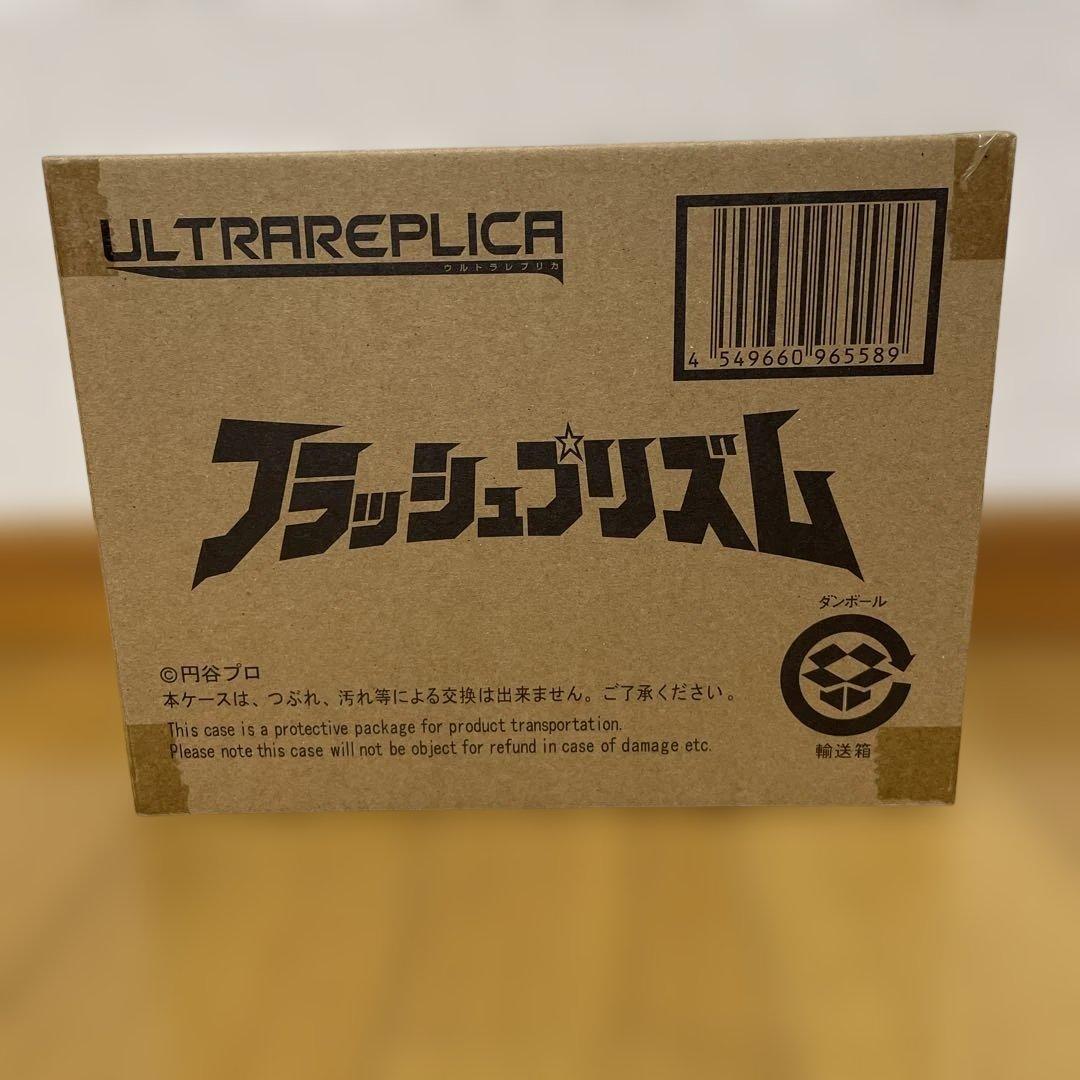 ULTRAREPLICA
ウルトラレプリカ
4 549660 965589
フラッシュプリズム
ダンボール
輸送箱
©円谷プロ
本ケースは、つぶれ、汚れ等による交換は出来ません。ご了承ください。
This case is a protective package for product transportation.
Please note this case will not be object for refund in case of damage etc.